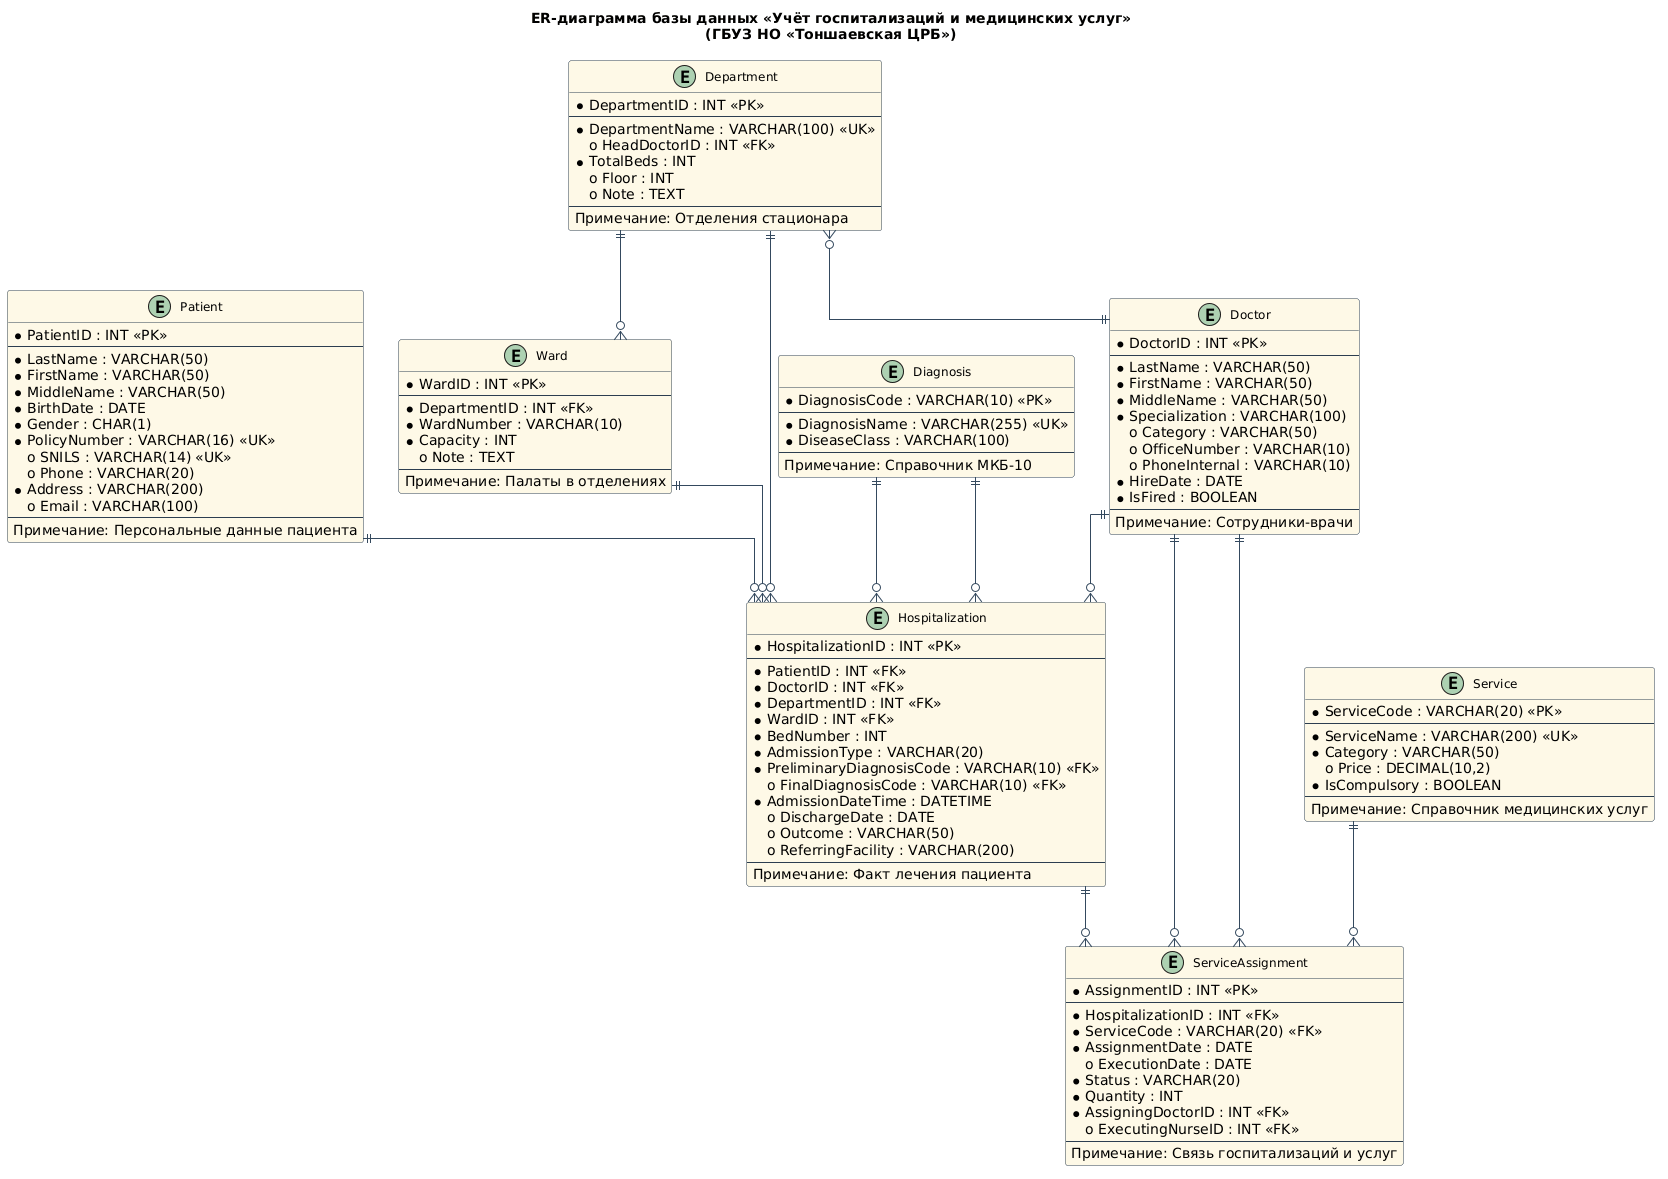 ER-диаграмма базы данных «Учёт госпитализаций и медицинских услуг»
(ГБУЗ НО «Тоншаевская ЦРБ»)
E Department
DepartmentID : INT «PK»
DepartmentName : VARCHAR(100) «UK»
o HeadDoctorID : INT «FK»
TotalBeds : INT
o Floor : INT
o Note : TEXT
Примечание: Отделения стационара
E Patient
PatientID : INT «PK»
LastName : VARCHAR(50)
FirstName : VARCHAR(50)
MiddleName : VARCHAR(50)
BirthDate : DATE
Gender : CHAR(1)
PolicyNumber : VARCHAR(16) «UK»
o SNILS : VARCHAR(14) «UK»
o Phone : VARCHAR(20)
Address : VARCHAR(200)
o Email : VARCHAR(100)
Примечание: Персональные данные пациента
E Ward
WardID : INT «PK»
DepartmentID : INT «FK»
WardNumber : VARCHAR(10)
Capacity : INT
o Note : TEXT
Примечание: Палаты в отделениях
E Diagnosis
DiagnosisCode : VARCHAR(10) «PK»
DiagnosisName : VARCHAR(255) «UK»
DiseaseClass : VARCHAR(100)
Примечание: Справочник МКБ-10
E Doctor
DoctorID : INT «PK»
LastName : VARCHAR(50)
FirstName : VARCHAR(50)
MiddleName : VARCHAR(50)
Specialization : VARCHAR(100)
o Category : VARCHAR(50)
o OfficeNumber : VARCHAR(10)
o PhoneInternal : VARCHAR(10)
HireDate : DATE
IsFired : BOOLEAN
Примечание: Сотрудники-врачи
E Hospitalization
HospitalizationID : INT «PK»
PatientID : INT «FK»
DoctorID : INT «FK»
DepartmentID : INT «FK»
WardID : INT «FK»
BedNumber : INT
AdmissionType : VARCHAR(20)
PreliminaryDiagnosisCode : VARCHAR(10) «FK»
o FinalDiagnosisCode : VARCHAR(10) «FK»
AdmissionDateTime : DATETIME
o DischargeDate : DATE
o Outcome : VARCHAR(50)
o ReferringFacility : VARCHAR(200)
Примечание: Факт лечения пациента
E Service
ServiceCode : VARCHAR(20) «PK»
ServiceName : VARCHAR(200) «UK»
Category : VARCHAR(50)
o Price : DECIMAL(10,2)
IsCompulsory : BOOLEAN
Примечание: Справочник медицинских услуг
E ServiceAssignment
AssignmentID : INT «PK»
HospitalizationID : INT «FK»
ServiceCode : VARCHAR(20) «FK»
AssignmentDate : DATE
o ExecutionDate : DATE
Status : VARCHAR(20)
Quantity : INT
AssigningDoctorID : INT «FK»
o ExecutingNurseID : INT «FK»
Примечание: Связь госпитализаций и услуг